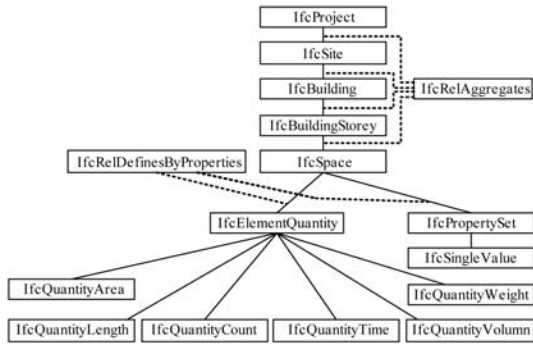 IfcProject
IfcSite
IfcBuilding
IfcRelAggregates
IfcBuildingStorey
IfcRelDefinesByProperties
IfcSpace
IfcElementQuantity
IfcPropertySet
IfcSingleValue
IfcQuantityArea
IfcQuantityWeight
IfcQuantityLength
IfcQuantityCount
IfcQuantityTime
IfcQuantityVolumn